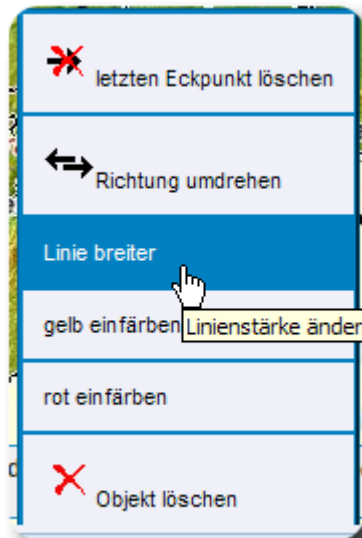 letzten Eckpunkt löschen
Richtung umdrehen
Linie breiter
gelb einfärben
Linienstärke änder
rot einfärben
Objekt löschen